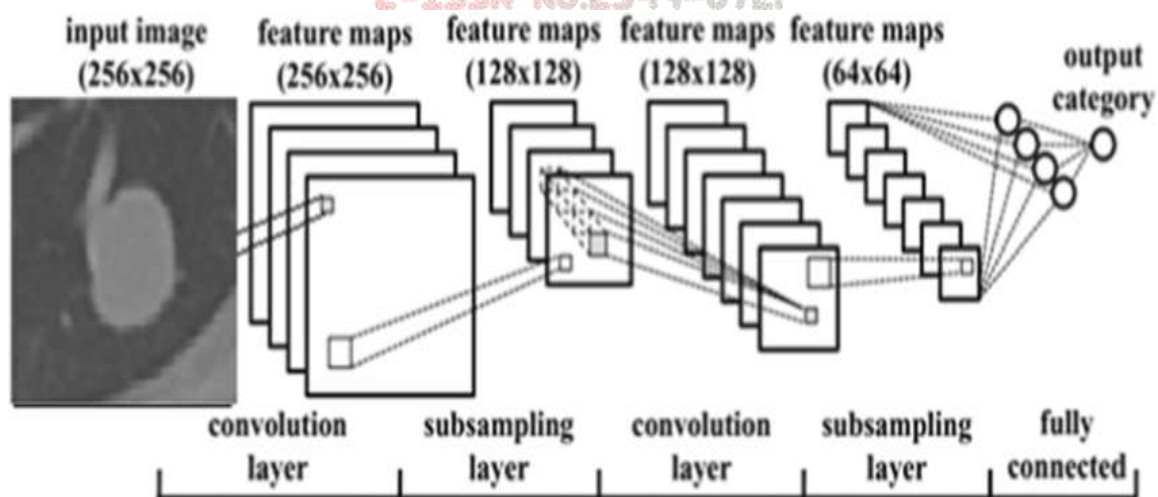 input image
(256x256)
feature maps
(256x256)
feature maps
(128x128)
feature maps
(128x128)
feature maps
(64x64)
output
category
convolution
layer
subsampling
layer
convolution
layer
subsampling
layer
fully
connected